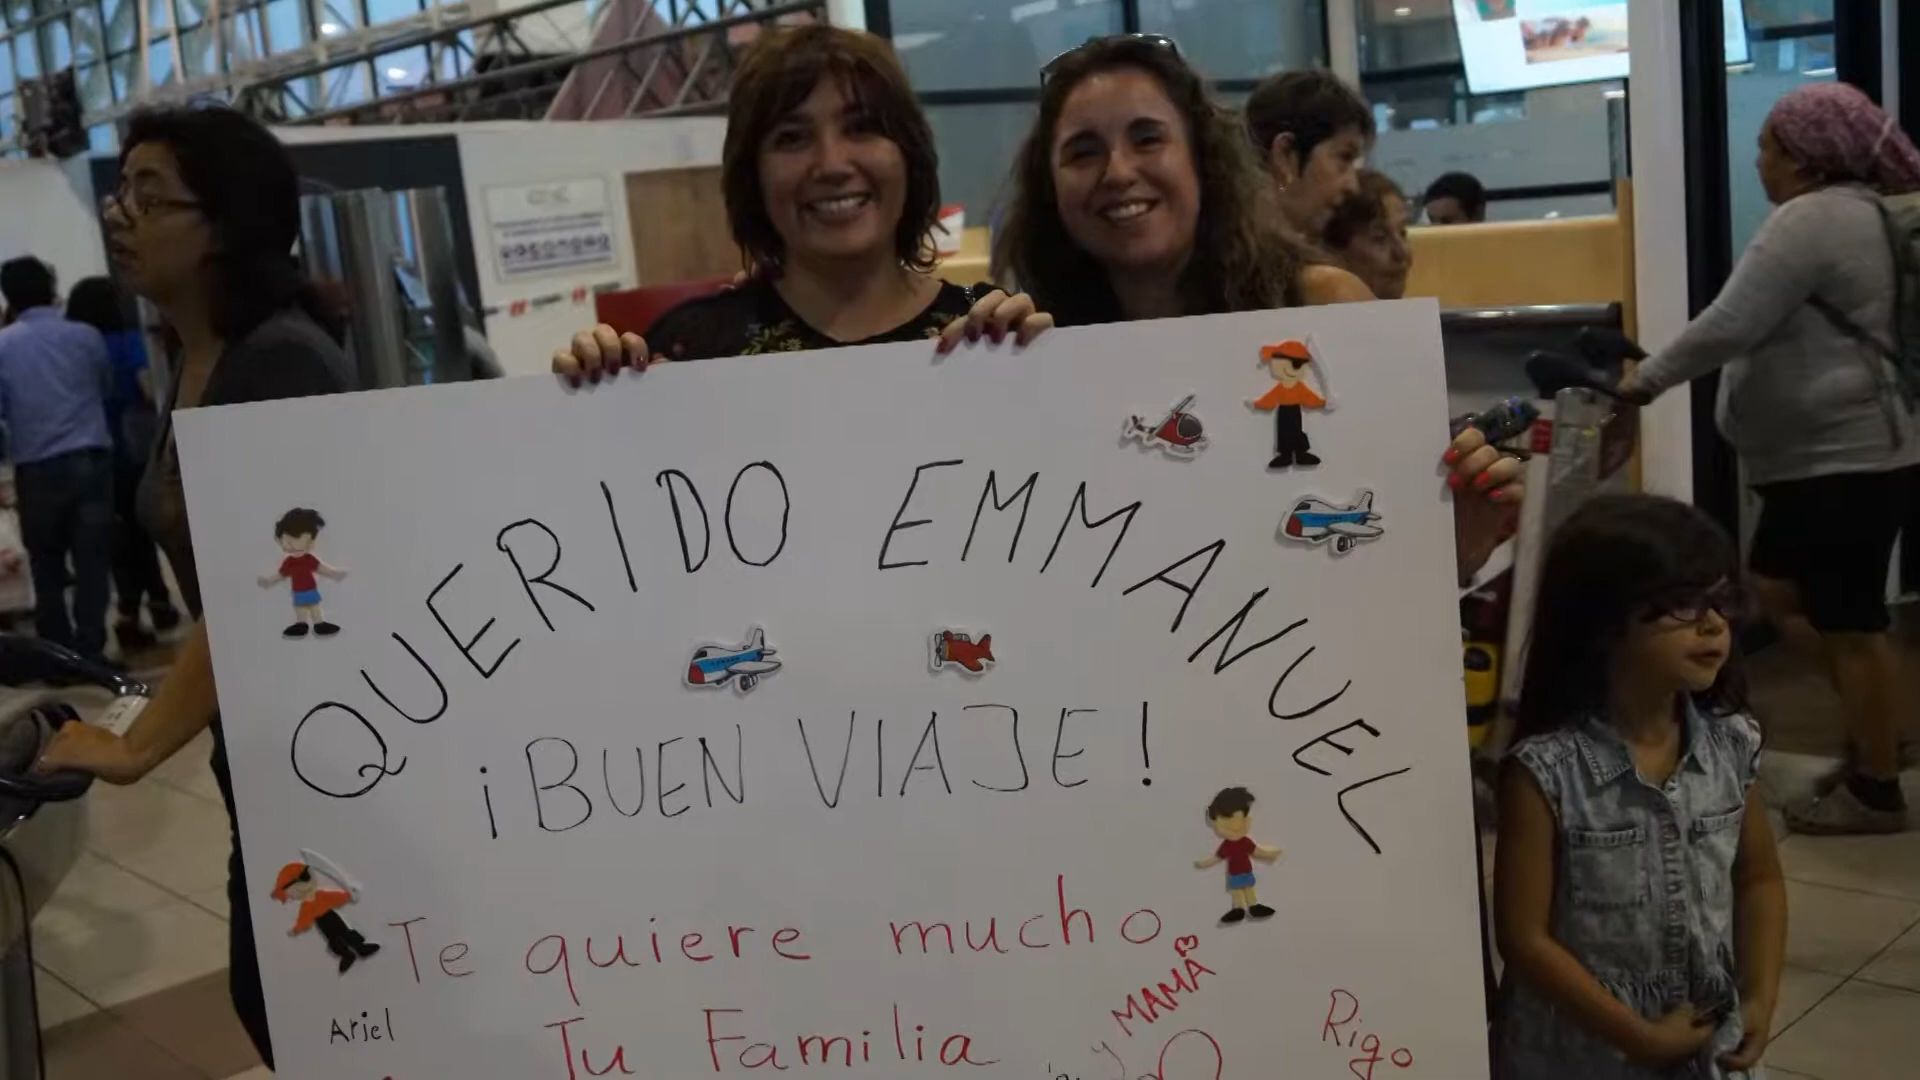 QUERIDO EMMANUEL
¡BUEN VIAJE!
Te quiere mucho
Tu Familia
y MAMÁ
Ariel
Rigo